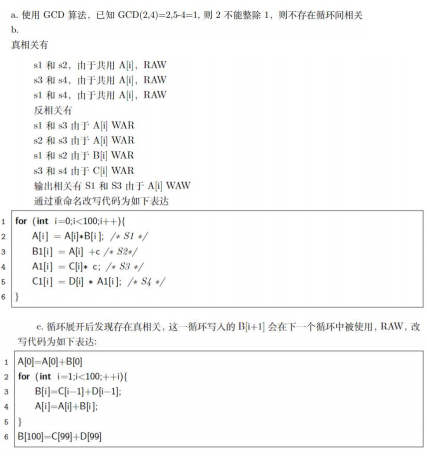 a. 使用 GCD 算法，已知 GCD(2,4)=2,5-4=1, 则 2 不能整除 1，则不存在循环间相关
b.
真相关有
s1 和 s2，由于共用 A[i]，RAW
s3 和 s4，由于共用 A[i]，RAW
s1 和 s4，由于共用 A[i]，RAW
反相关有
s1 和 s3 由于 A[i] WAR
s2 和 s3 由于 A[i] WAR
s1 和 s2 由于 B[i] WAR
s3 和 s4 由于 C[i] WAR
输出相关有 S1 和 S3 由于 A[i] WAW
通过重命名改写代码为如下表达
1 for (int i=0;i<100;i++){
2 A[i] = A[i]*B[i]; /* S1 */
3 B1[i] = A[i] +c /* S2*/
4 A1[i] = C[i]* c; /* S3 */
5 C1[i] = D[i] * A1[i]; /* S4 */
6 }
c. 循环展开后发现存在真相关，这一循环写入的 B[i+1] 会在下一个循环中被使用，RAW，改
写代码为如下表达:
1 A[0]=A[0]+B[0]
2 for (int i=1;i<100;++i){
3 B[i]=C[i−1]+D[i−1];
4 A[i]=A[i]+B[i];
5 }
6 B[100]=C[99]+D[99]